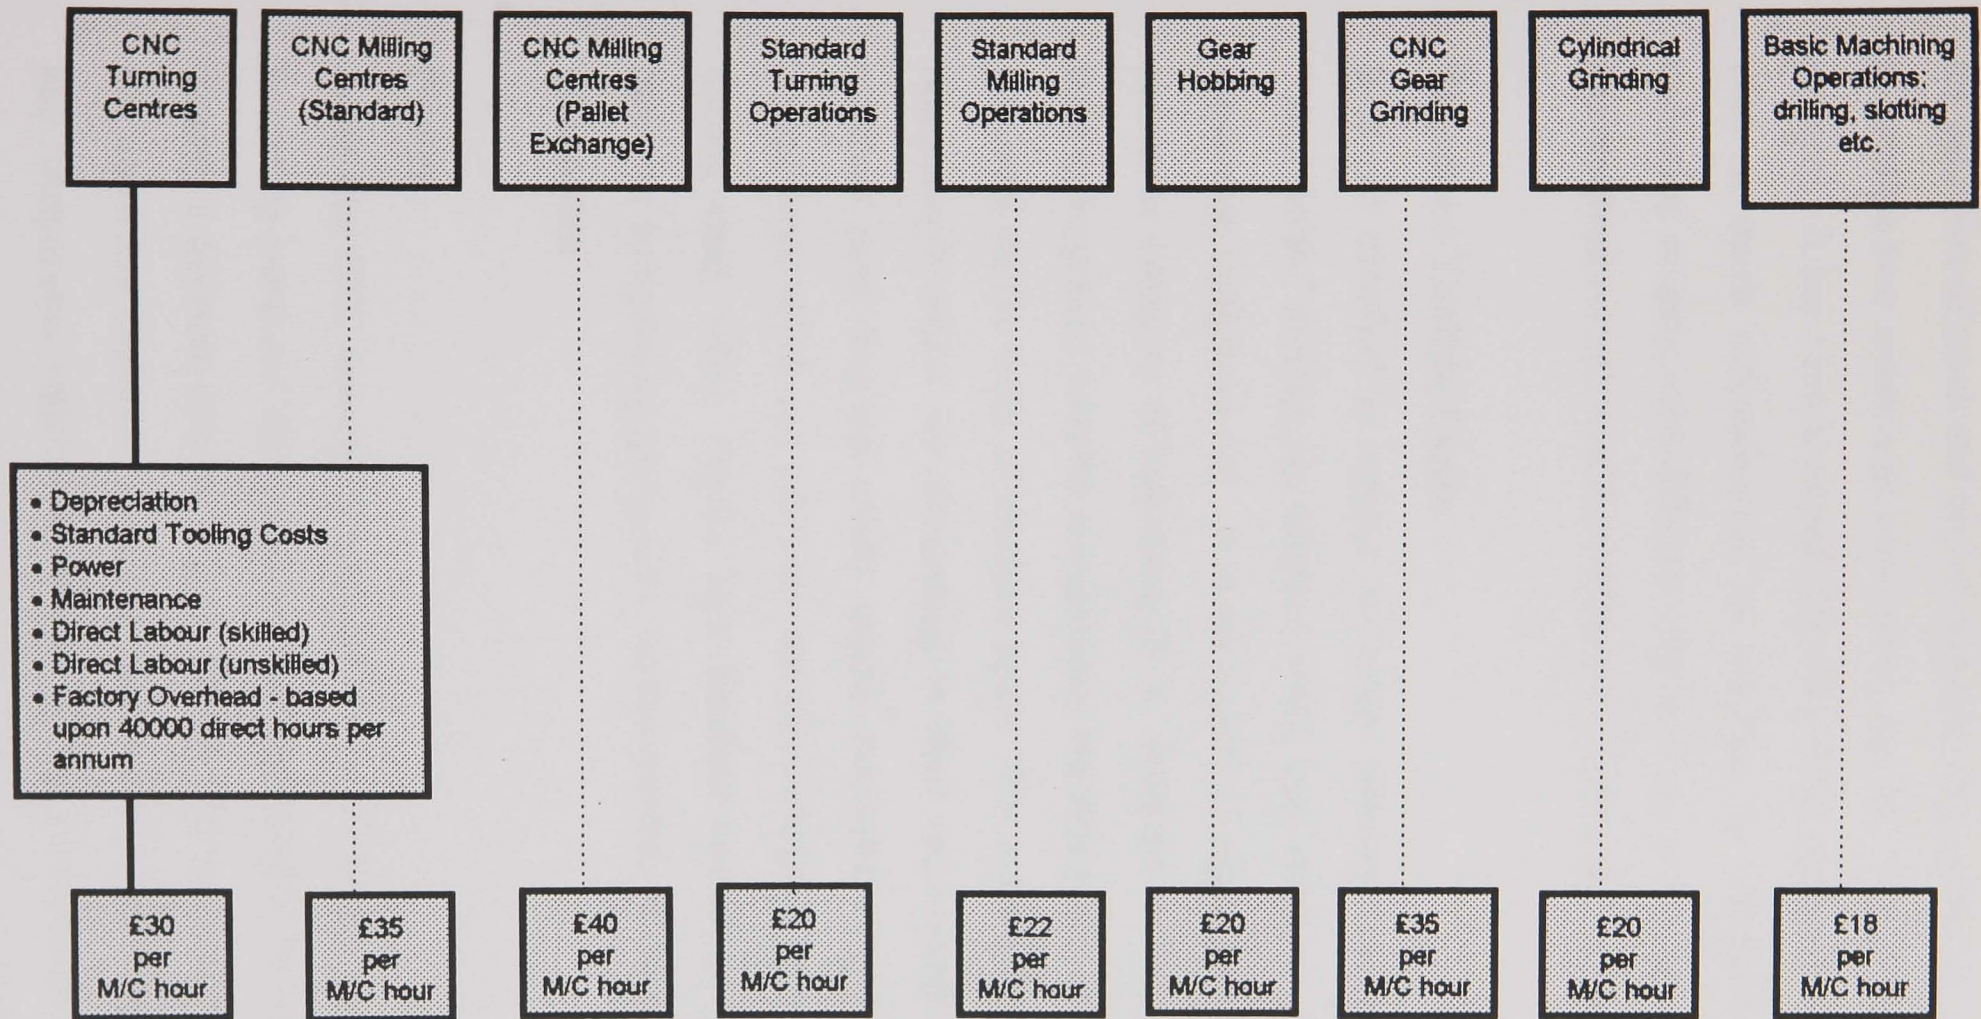 CNC
Turning
Centres
CNC Milling
Centres
(Standard)
CNC Milling
Centres
(Pallet
Exchange)
Standard
Turning
Operations
Standard
Milling
Operations
Gear
Hobbing
CNC
Gear
Grinding
Cylindrical
Grinding
Basic Machining
Operations:
drilling, slotting
etc.
• Depreciation
• Standard Tooling Costs
• Power
• Maintenance
• Direct Labour (skilled)
• Direct Labour (unskilled)
• Factory Overhead - based
upon 40000 direct hours per
annum
£30
per
M/C hour
£35
per
M/C hour
£40
per
M/C hour
£20
per
M/C hour
£22
per
M/C hour
£20
per
M/C hour
£35
per
M/C hour
£20
per
M/C hour
£18
per
M/C hour